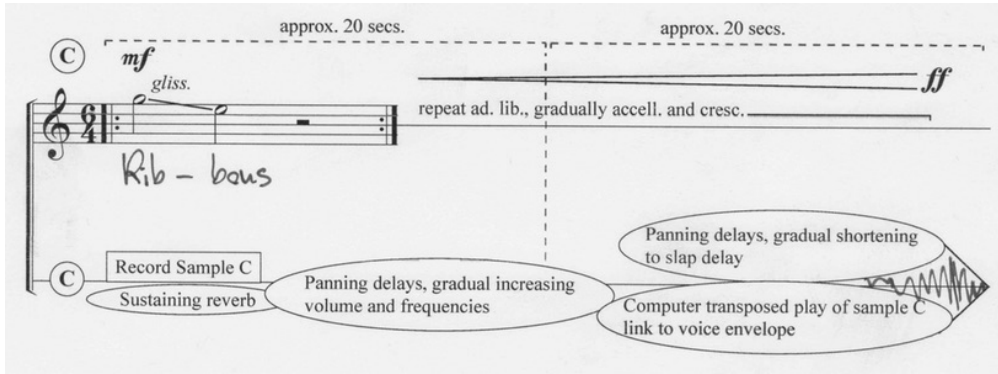 approx. 20 secs.
approx. 20 secs.
C
mf
gliss.
ff
repeat ad. lib., gradually accell. and cresc.
6
4
Rib - bons
Panning delays, gradual shortening
to slap delay
C
Record Sample C
Sustaining reverb
Panning delays, gradual increasing
volume and frequencies
Computer transposed play of sample C
link to voice envelope